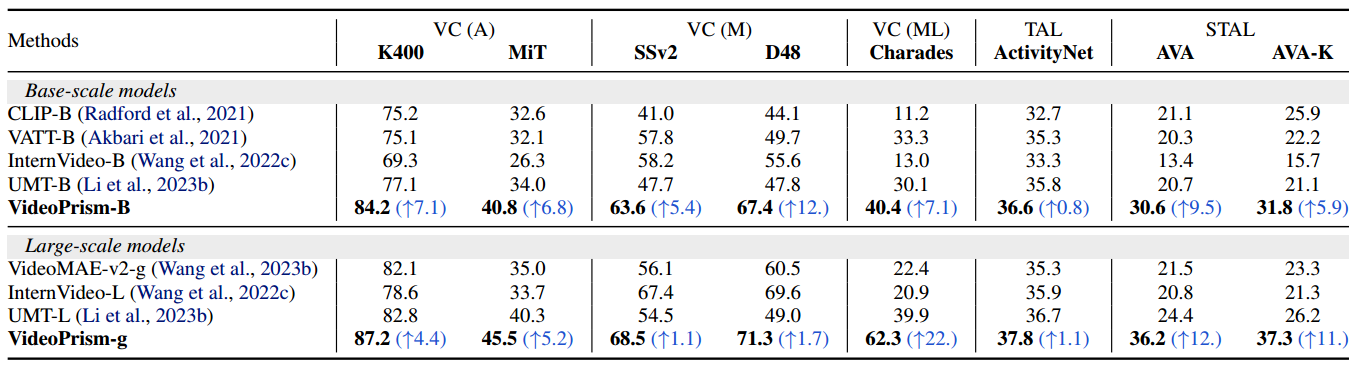 Methods VC (A) VC (M) VC (ML) TAL STAL
K400 MiT SSv2 D48 Charades ActivityNet AVA AVA-K
Base-scale models
CLIP-B (Radford et al., 2021) 75.2 32.6 41.0 44.1 11.2 32.7 21.1 25.9
VATT-B (Akbari et al., 2021) 75.1 32.1 57.8 49.7 33.3 35.3 20.3 22.2
InternVideo-B (Wang et al., 2022c) 69.3 26.3 58.2 55.6 13.0 33.3 13.4 15.7
UMT-B (Li et al., 2023b) 77.1 34.0 47.7 47.8 30.1 35.8 20.7 21.1
VideoPrism-B 84.2 (↑7.1) 40.8 (↑6.8) 63.6 (↑5.4) 67.4 (↑12.) 40.4 (↑7.1) 36.6 (↑0.8) 30.6 (↑9.5) 31.8 (↑5.9)
Large-scale models
VideoMAE-v2-g (Wang et al., 2023b) 82.1 35.0 56.1 60.5 22.4 35.3 21.5 23.3
InternVideo-L (Wang et al., 2022c) 78.6 33.7 67.4 69.6 20.9 35.9 20.8 21.3
UMT-L (Li et al., 2023b) 82.8 40.3 54.5 49.0 39.9 36.7 24.4 26.2
VideoPrism-g 87.2 (↑4.4) 45.5 (↑5.2) 68.5 (↑1.1) 71.3 (↑1.7) 62.3 (↑22.) 37.8 (↑1.1) 36.2 (↑12.) 37.3 (↑11.)